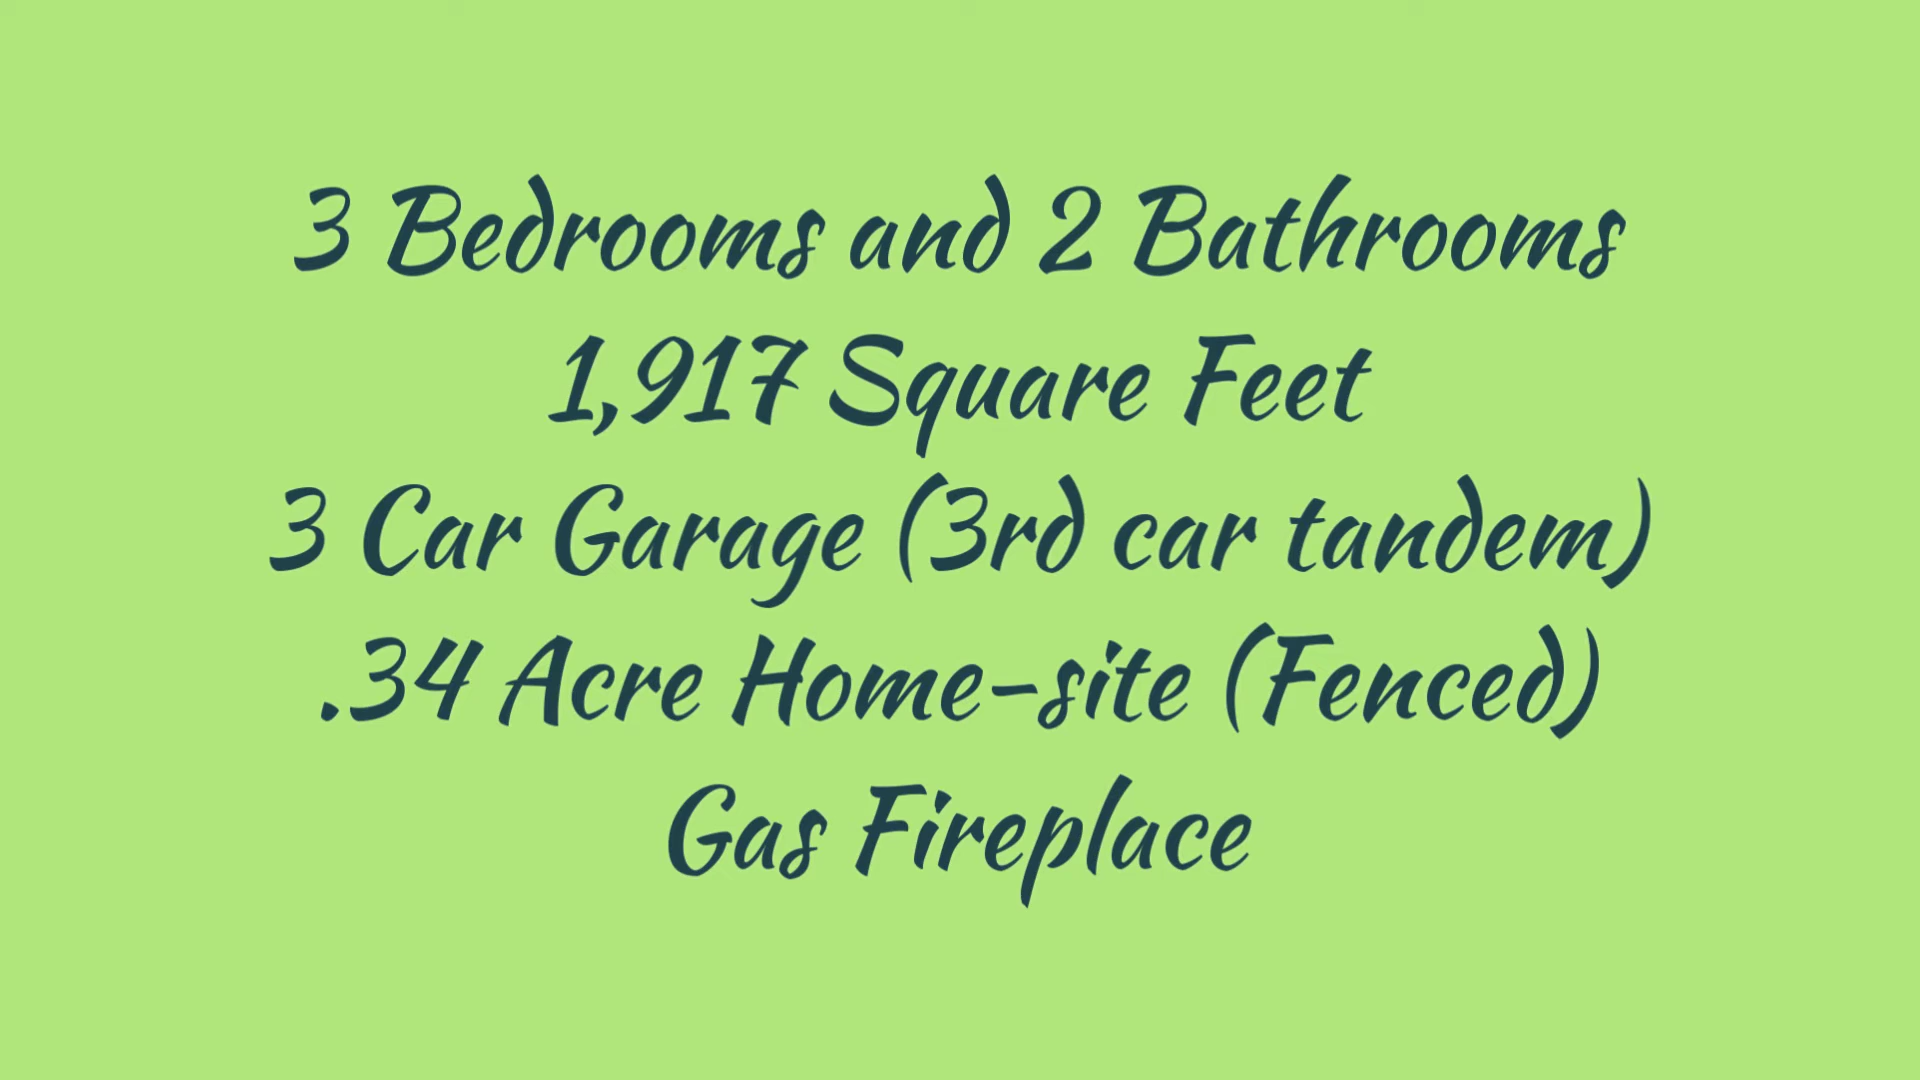 3 Bedrooms and 2 Bathrooms
1,917 Square Feet
3 Car Garage (3rd car tandem)
.34 Acre Home-site (Fenced)
Gas Fireplace